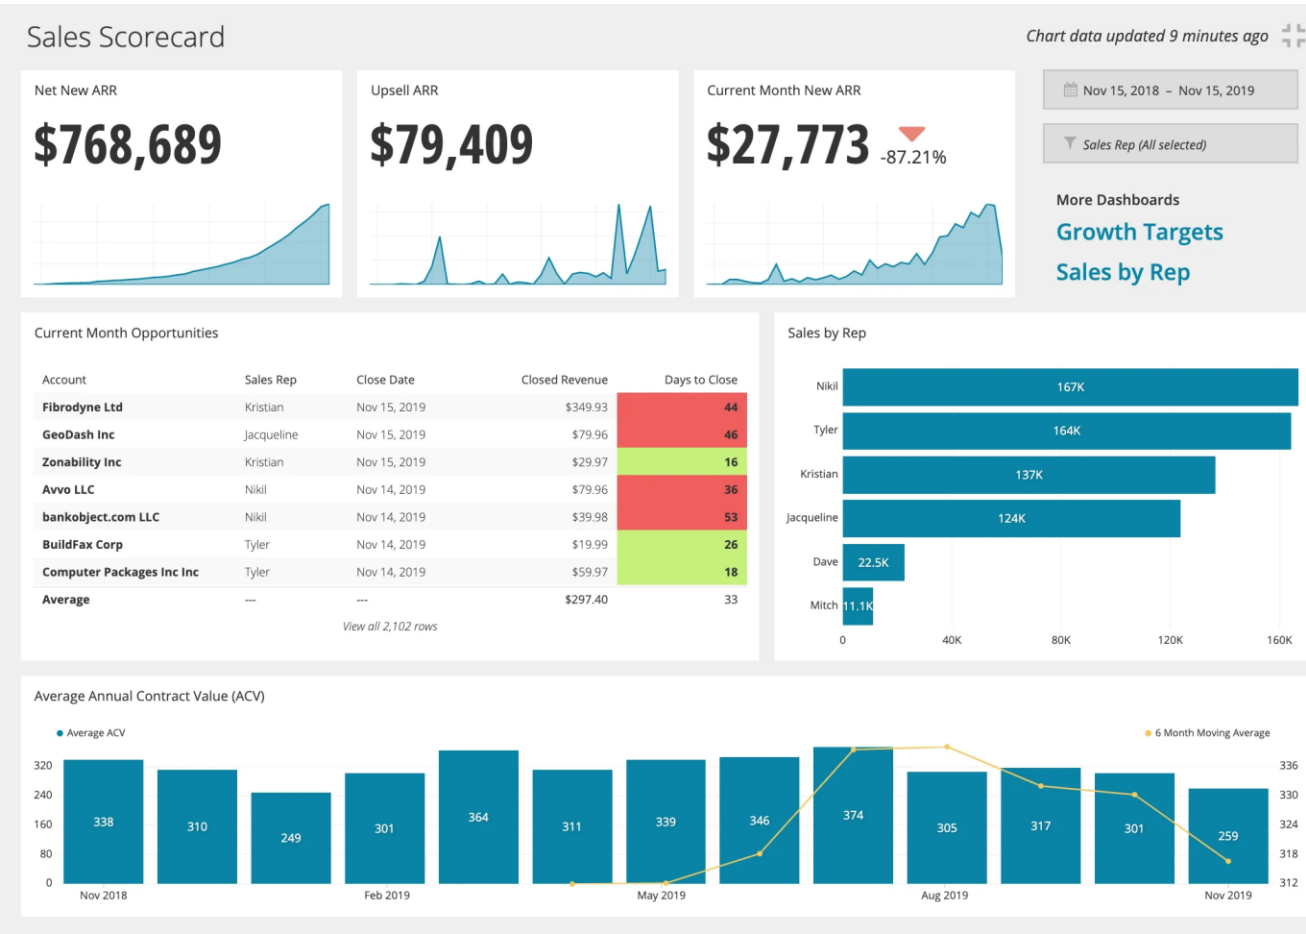 Sales Scorecard
Chart data updated 9 minutes ago
Net New ARR
$768,689
Upsell ARR
$79,409
Current Month New ARR
$27,773
-87.21%
Nov 15, 2018 – Nov 15, 2019
Sales Rep (All selected)
More Dashboards
Growth Targets
Sales by Rep
Current Month Opportunities
Account Sales Rep Close Date Closed Revenue Days to Close
Fibrodyne Ltd Kristian Nov 15, 2019 $349.93 44
GeoDash Inc Jacqueline Nov 15, 2019 $79.96 46
Zonability Inc Kristian Nov 15, 2019 $29.97 16
Avvo LLC Nikil Nov 14, 2019 $79.96 36
bankobject.com LLC Nikil Nov 14, 2019 $39.98 53
BuildFax Corp Tyler Nov 14, 2019 $19.99 26
Computer Packages Inc Inc Tyler Nov 14, 2019 $59.97 18
Average --- --- $297.40 33
View all 2,102 rows
Sales by Rep
Nikil 167K
Tyler 164K
Kristian 137K
Jacqueline 124K
Dave 22.5K
Mitch 11.1K
0 40K 80K 120K 160K
Average Annual Contract Value (ACV)
Average ACV
6 Month Moving Average
320
240
160
80
0
338 310 249 301 364 311 339 346 374 305 317 301 259
336
330
324
318
312
Nov 2018 Feb 2019 May 2019 Aug 2019 Nov 2019